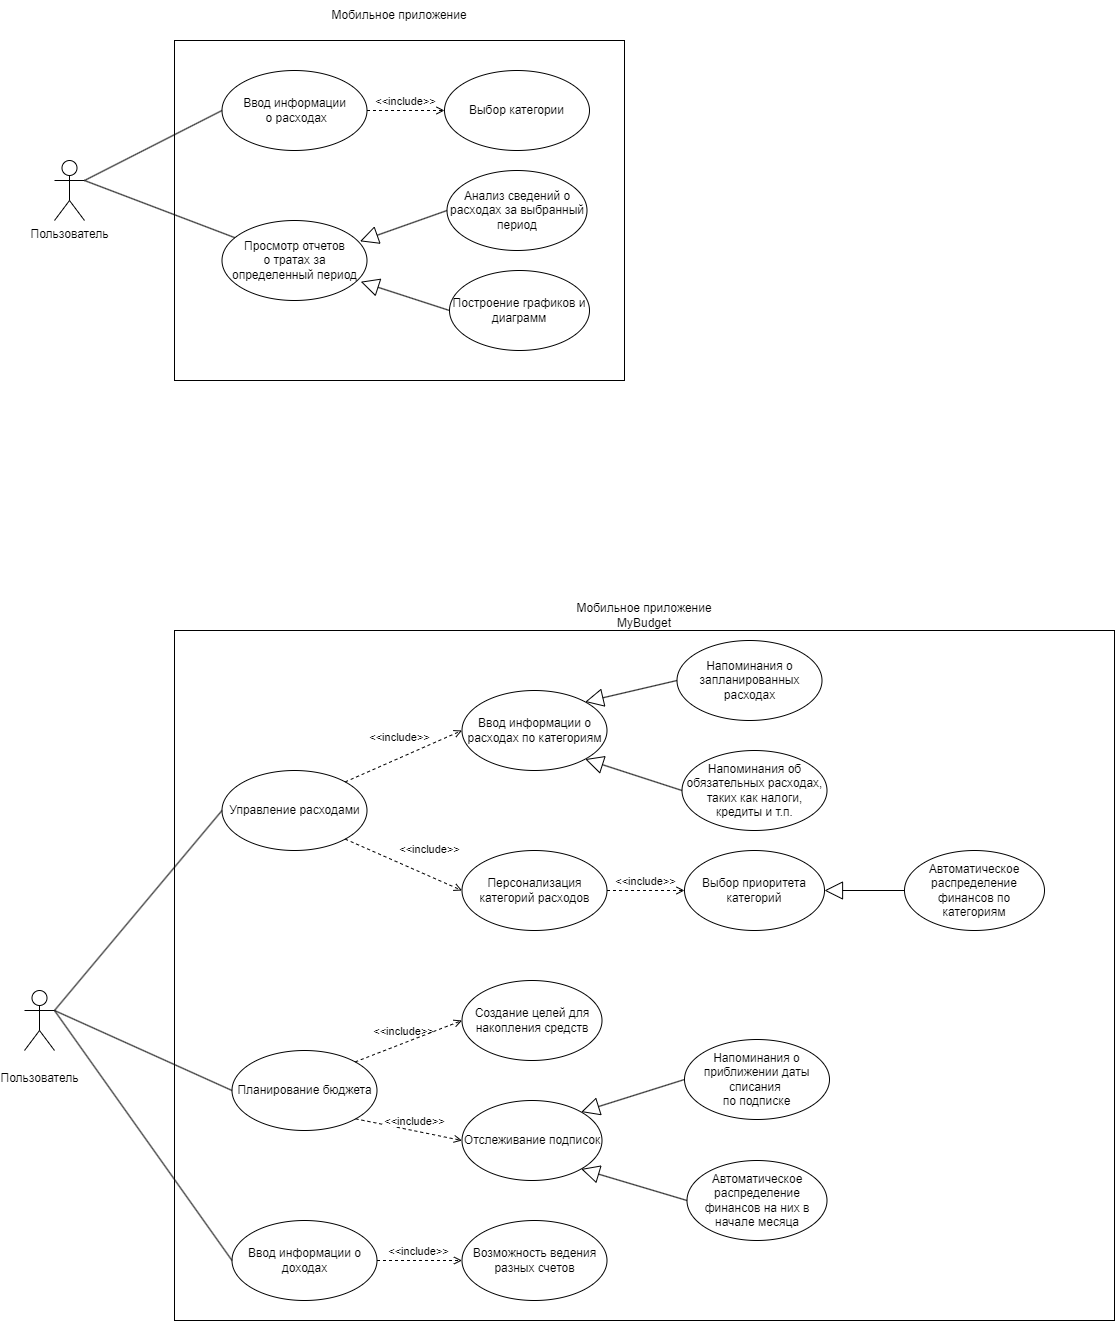 Мобильное приложение
Ввод информации
о расходах
<<include>>
Выбор категории
Пользователь
Анализ сведений о
расходах за выбранный
период
Просмотр отчетов
о тратах за
определенный период
Построение графиков и
диаграмм
Мобильное приложение
MyBudget
Напоминания о
запланированных
расходах
Ввод информации о
расходах по категориям
<<include>>
Напоминания об
обязательных расходах,
таких как налоги,
кредиты и т.п.
Управление расходами
<<include>>
Персонализация
категорий расходов
<<include>>
Выбор приоритета
категорий
Автоматическое
распределение
финансов по
категориям
Создание целей для
накопления средств
<<include>>
Пользователь
Планирование бюджета
<<include>>
Напоминания о
приближении даты
списания
по подписке
Отслеживание подписок
Автоматическое
распределение
финансов на них в
начале месяца
Ввод информации о
доходах
<<include>>
Возможность ведения
разных счетов